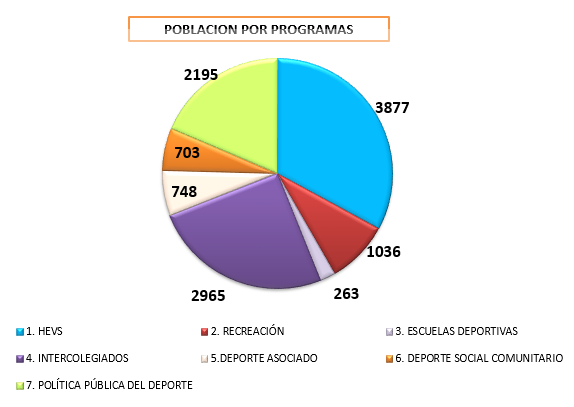 POBLACION POR PROGRAMAS
2195
3877
703
748
1036
2965
263
1. HEVS
2. RECREACIÓN
3. ESCUELAS DEPORTIVAS
4. INTERCOLEGIADOS
5.DEPORTE ASOCIADO
6. DEPORTE SOCIAL COMUNITARIO
7. POLÍTICA PÚBLICA DEL DEPORTE